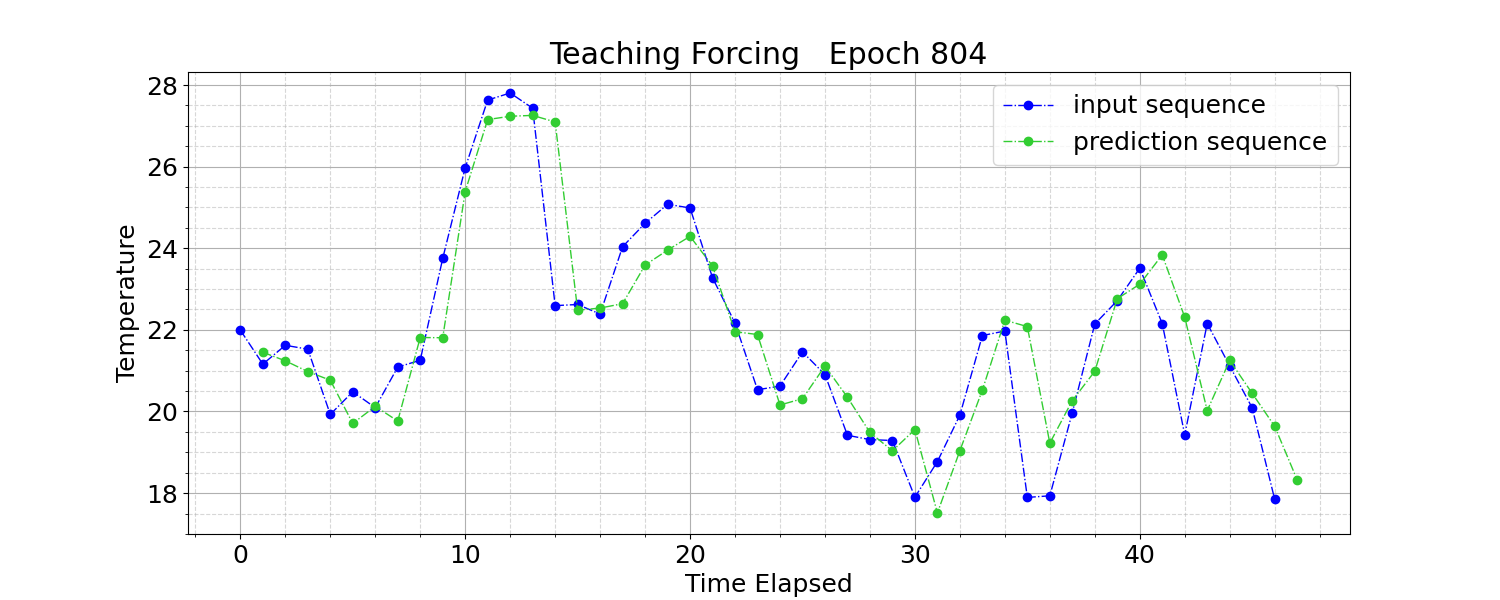 Teaching Forcing   Epoch 804
28
26
24
22
20
18
Temperature
input sequence
prediction sequence
0 10 20 30 40
Time Elapsed